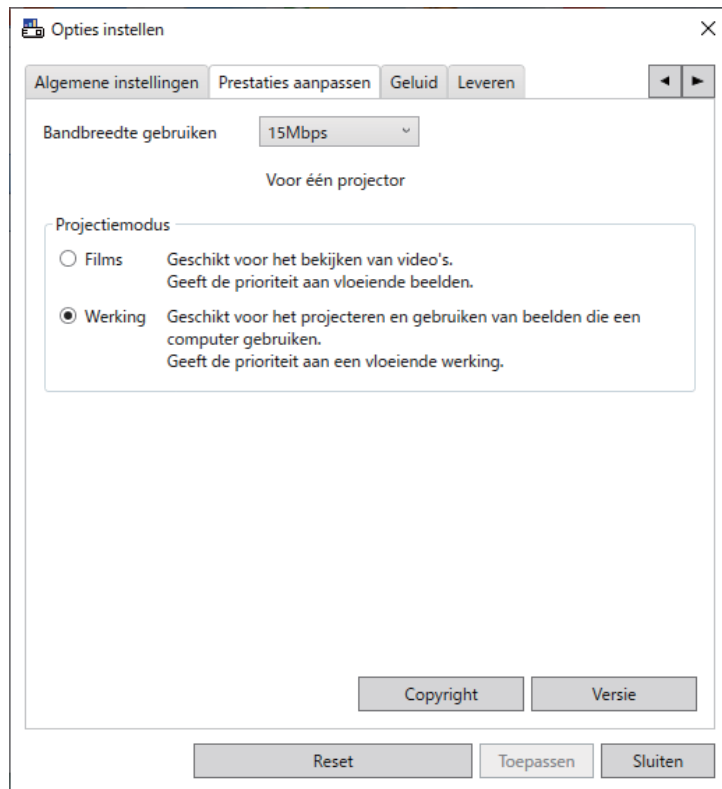 Opties instellen
Algemene instellingen Prestaties aanpassen Geluid Leveren
Bandbreedte gebruiken 15Mbps
Voor één projector
Projectiemodus
Films Geschikt voor het bekijken van video's.
Geeft de prioriteit aan vloeiende beelden.
Werking Geschikt voor het projecteren en gebruiken van beelden die een
computer gebruiken.
Geeft de prioriteit aan een vloeiende werking.
Copyright Versie
Reset Toepassen Sluiten